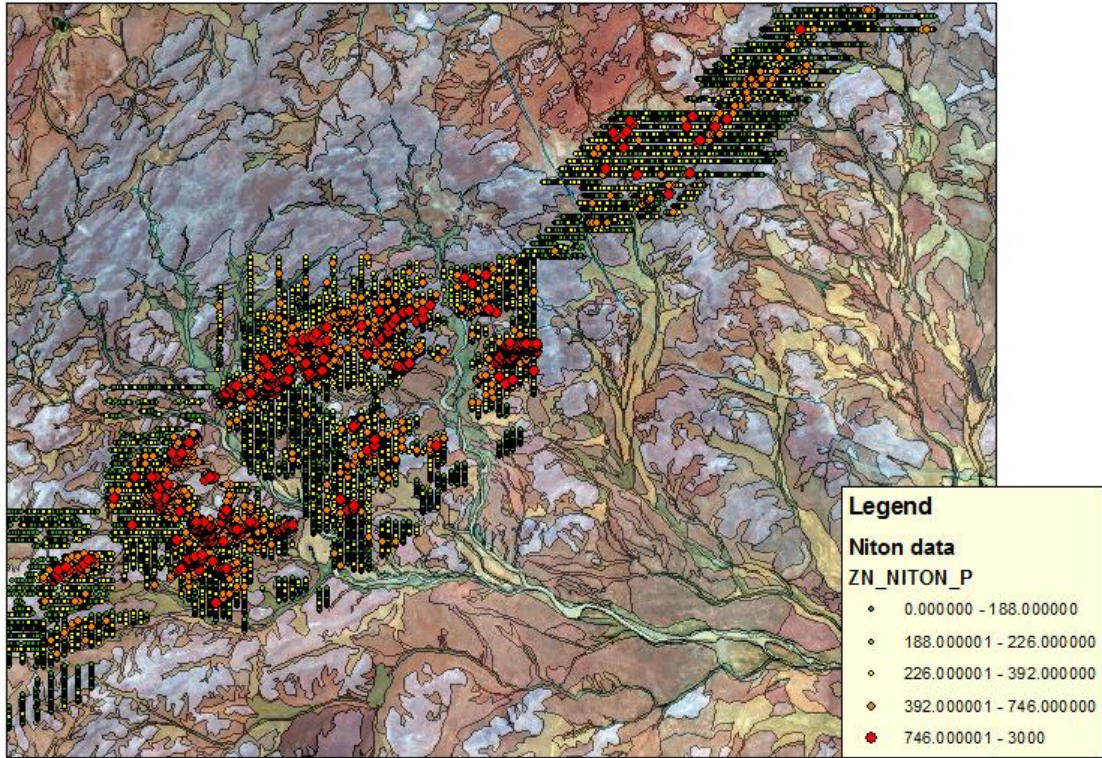 Legend
Niton data
ZN_NITON_P
0.000000 - 188.000000
188.000001 - 226.000000
226.000001 - 392.000000
392.000001 - 746.000000
746.000001 - 3000